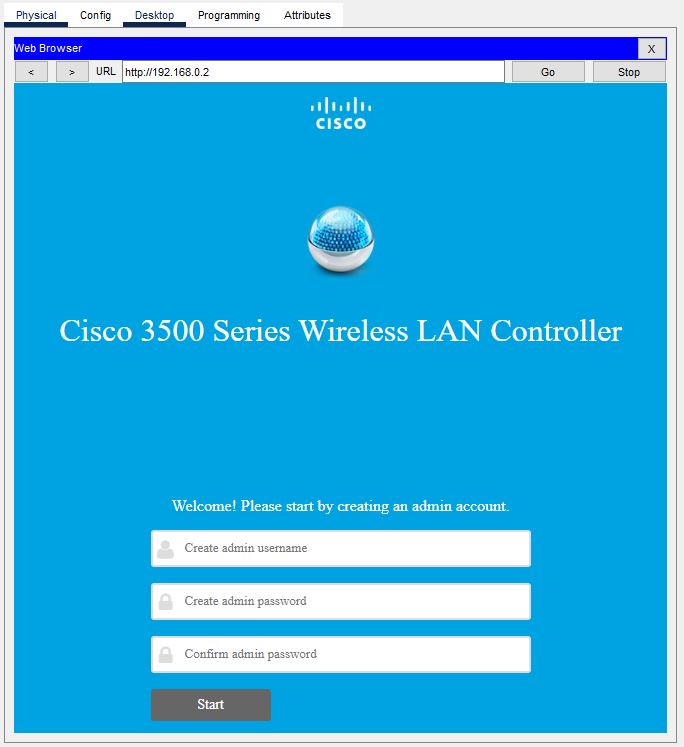 Physical Config Desktop Programming Attributes
Web Browser X
< > URL http://192.168.0.2 Go Stop
CISCO
Cisco 3500 Series Wireless LAN Controller
Welcome! Please start by creating an admin account.
Create admin username
Create admin password
Confirm admin password
Start